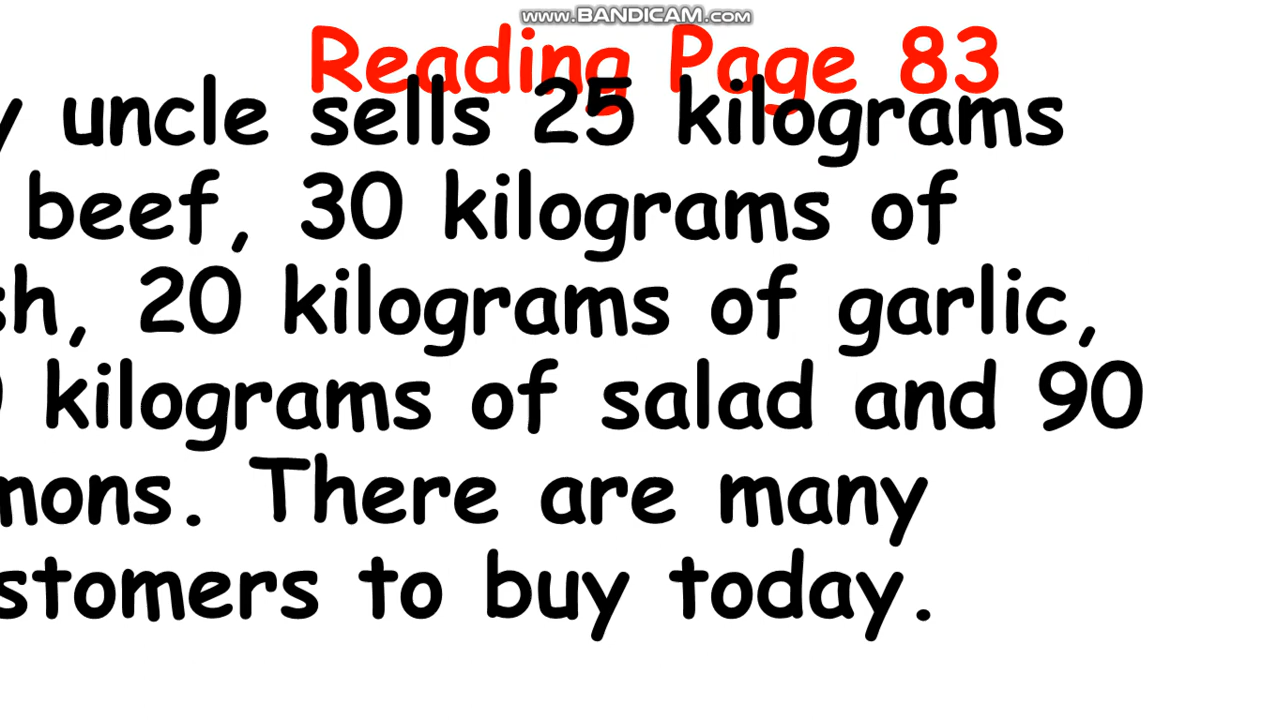 www.BANDICAM.com
Reading Page 83
y uncle sells 25 kilograms
beef, 30 kilograms of
sh, 20 kilograms of garlic,
kilograms of salad and 90
mons. There are many
stomers to buy today.